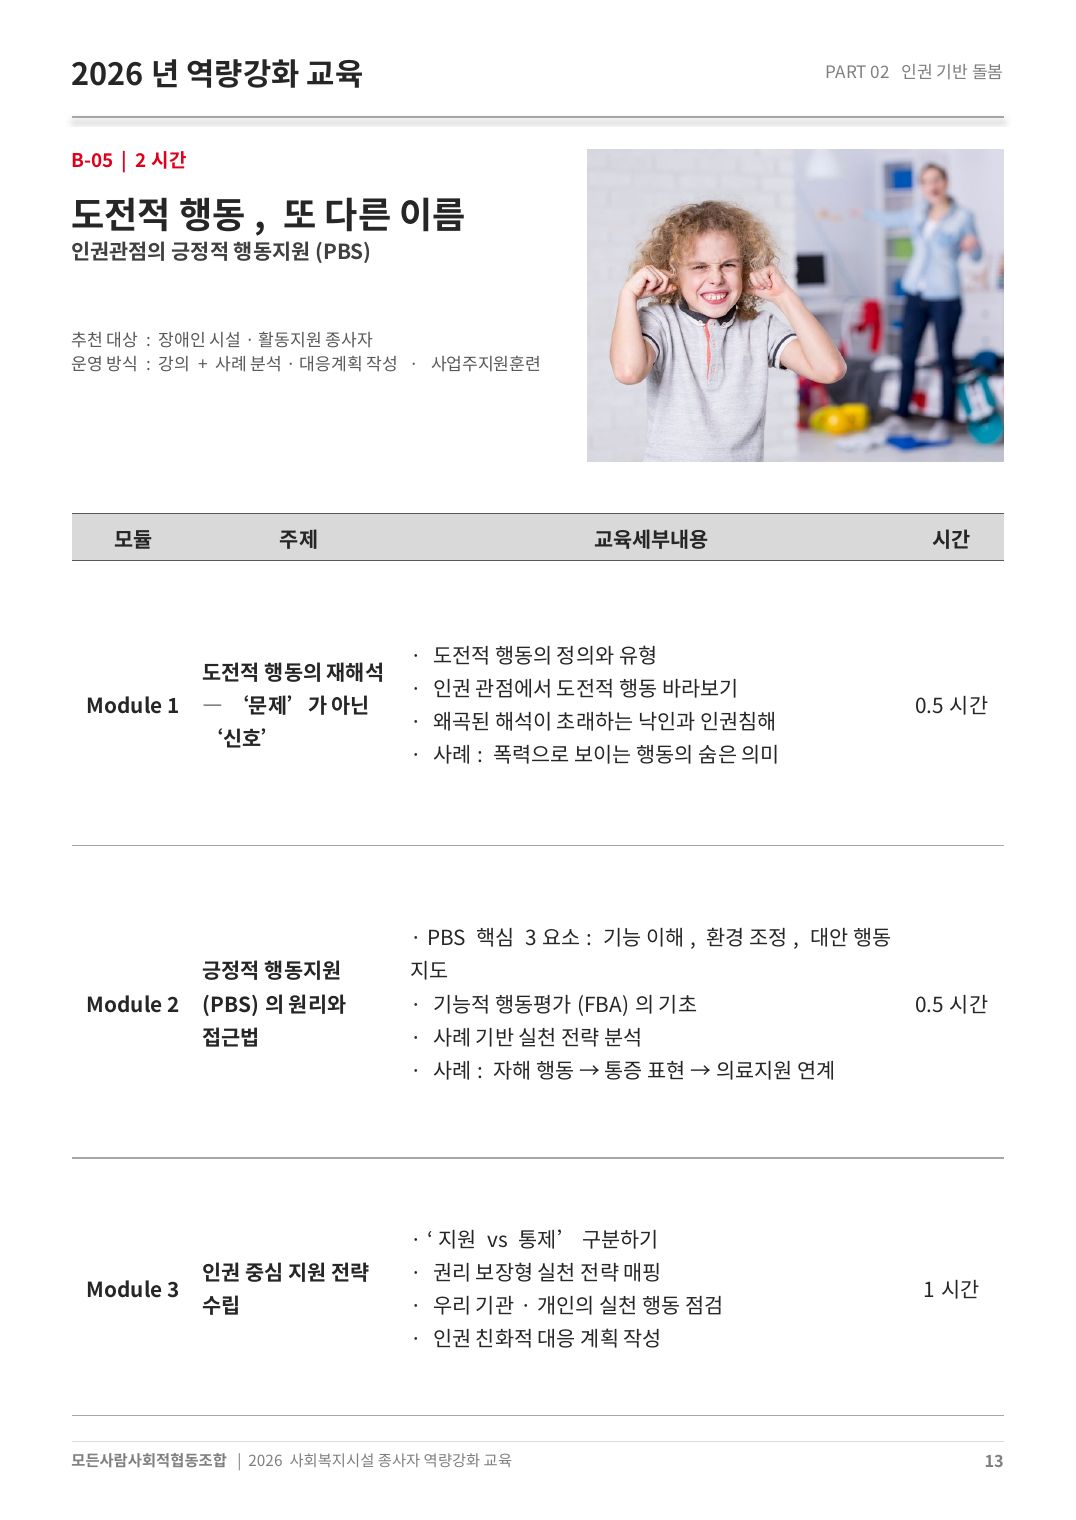 2026 년 역량강화 교육
PART 02 인권 기반 돌봄
B-05 | 2 시간
도전적 행동 , 또 다른 이름
인권관점의 긍정적 행동지원 (PBS)
추천 대상 : 장애인 시설 · 활동지원 종사자
운영 방식 : 강의 + 사례 분석 · 대응계획 작성 · 사업주지원훈련
모듈 주제 교육세부내용 시간
Module 1
도전적 행동의 재해석
— ‘문제’ 가 아닌
‘신호’
· 도전적 행동의 정의와 유형
· 인권 관점에서 도전적 행동 바라보기
· 왜곡된 해석이 초래하는 낙인과 인권침해
· 사례 : 폭력으로 보이는 행동의 숨은 의미
0.5 시간
Module 2
긍정적 행동지원
(PBS) 의 원리와
접근법
· PBS 핵심 3 요소 : 기능 이해 , 환경 조정 , 대안 행동
지도
· 기능적 행동평가 (FBA) 의 기초
· 사례 기반 실천 전략 분석
· 사례 : 자해 행동 → 통증 표현 → 의료지원 연계
0.5 시간
Module 3
인권 중심 지원 전략
수립
· ‘ 지원 vs 통제’ 구분하기
· 권리 보장형 실천 전략 매핑
· 우리 기관 · 개인의 실천 행동 점검
· 인권 친화적 대응 계획 작성
1 시간
모든사람사회적협동조합 | 2026 사회복지시설 종사자 역량강화 교육
13